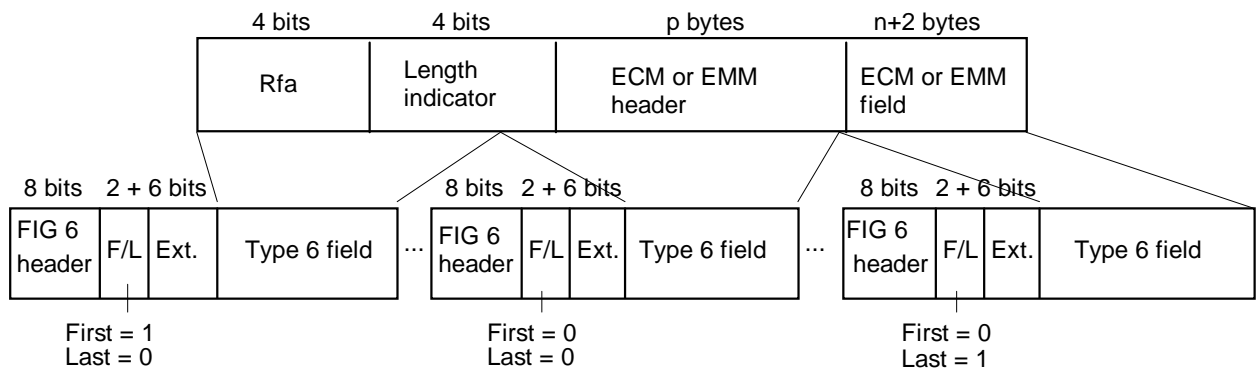 4 bits 4 bits p bytes n+2 bytes
Rfa
Length
indicator
ECM or EMM
header
ECM or EMM
field
8 bits 2 + 6 bits 8 bits 2 + 6 bits 8 bits 2 + 6 bits
FIG 6
header
F/L
Ext.
Type 6 field
...
FIG 6
header
F/L
Ext.
Type 6 field
...
FIG 6
header
F/L
Ext.
Type 6 field
First = 1
Last = 0
First = 0
Last = 0
First = 0
Last = 1